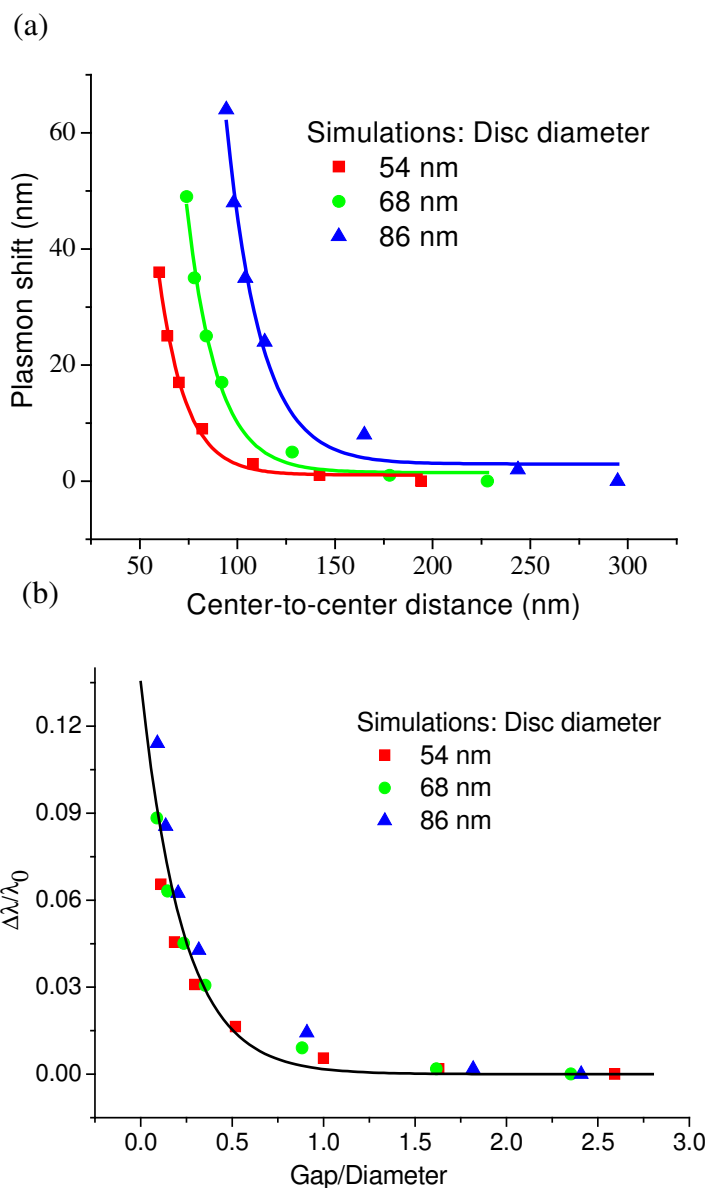 (a)
Simulations: Disc diameter
54 nm
68 nm
86 nm
60
40
20
0
Plasmon shift (nm)
50 100 150 200 250 300
Center-to-center distance (nm)
(b)
Simulations: Disc diameter
54 nm
68 nm
86 nm
0.12
0.09
0.06
0.03
0.00
Δλ/λ0
0.0 0.5 1.0 1.5 2.0 2.5 3.0
Gap/Diameter